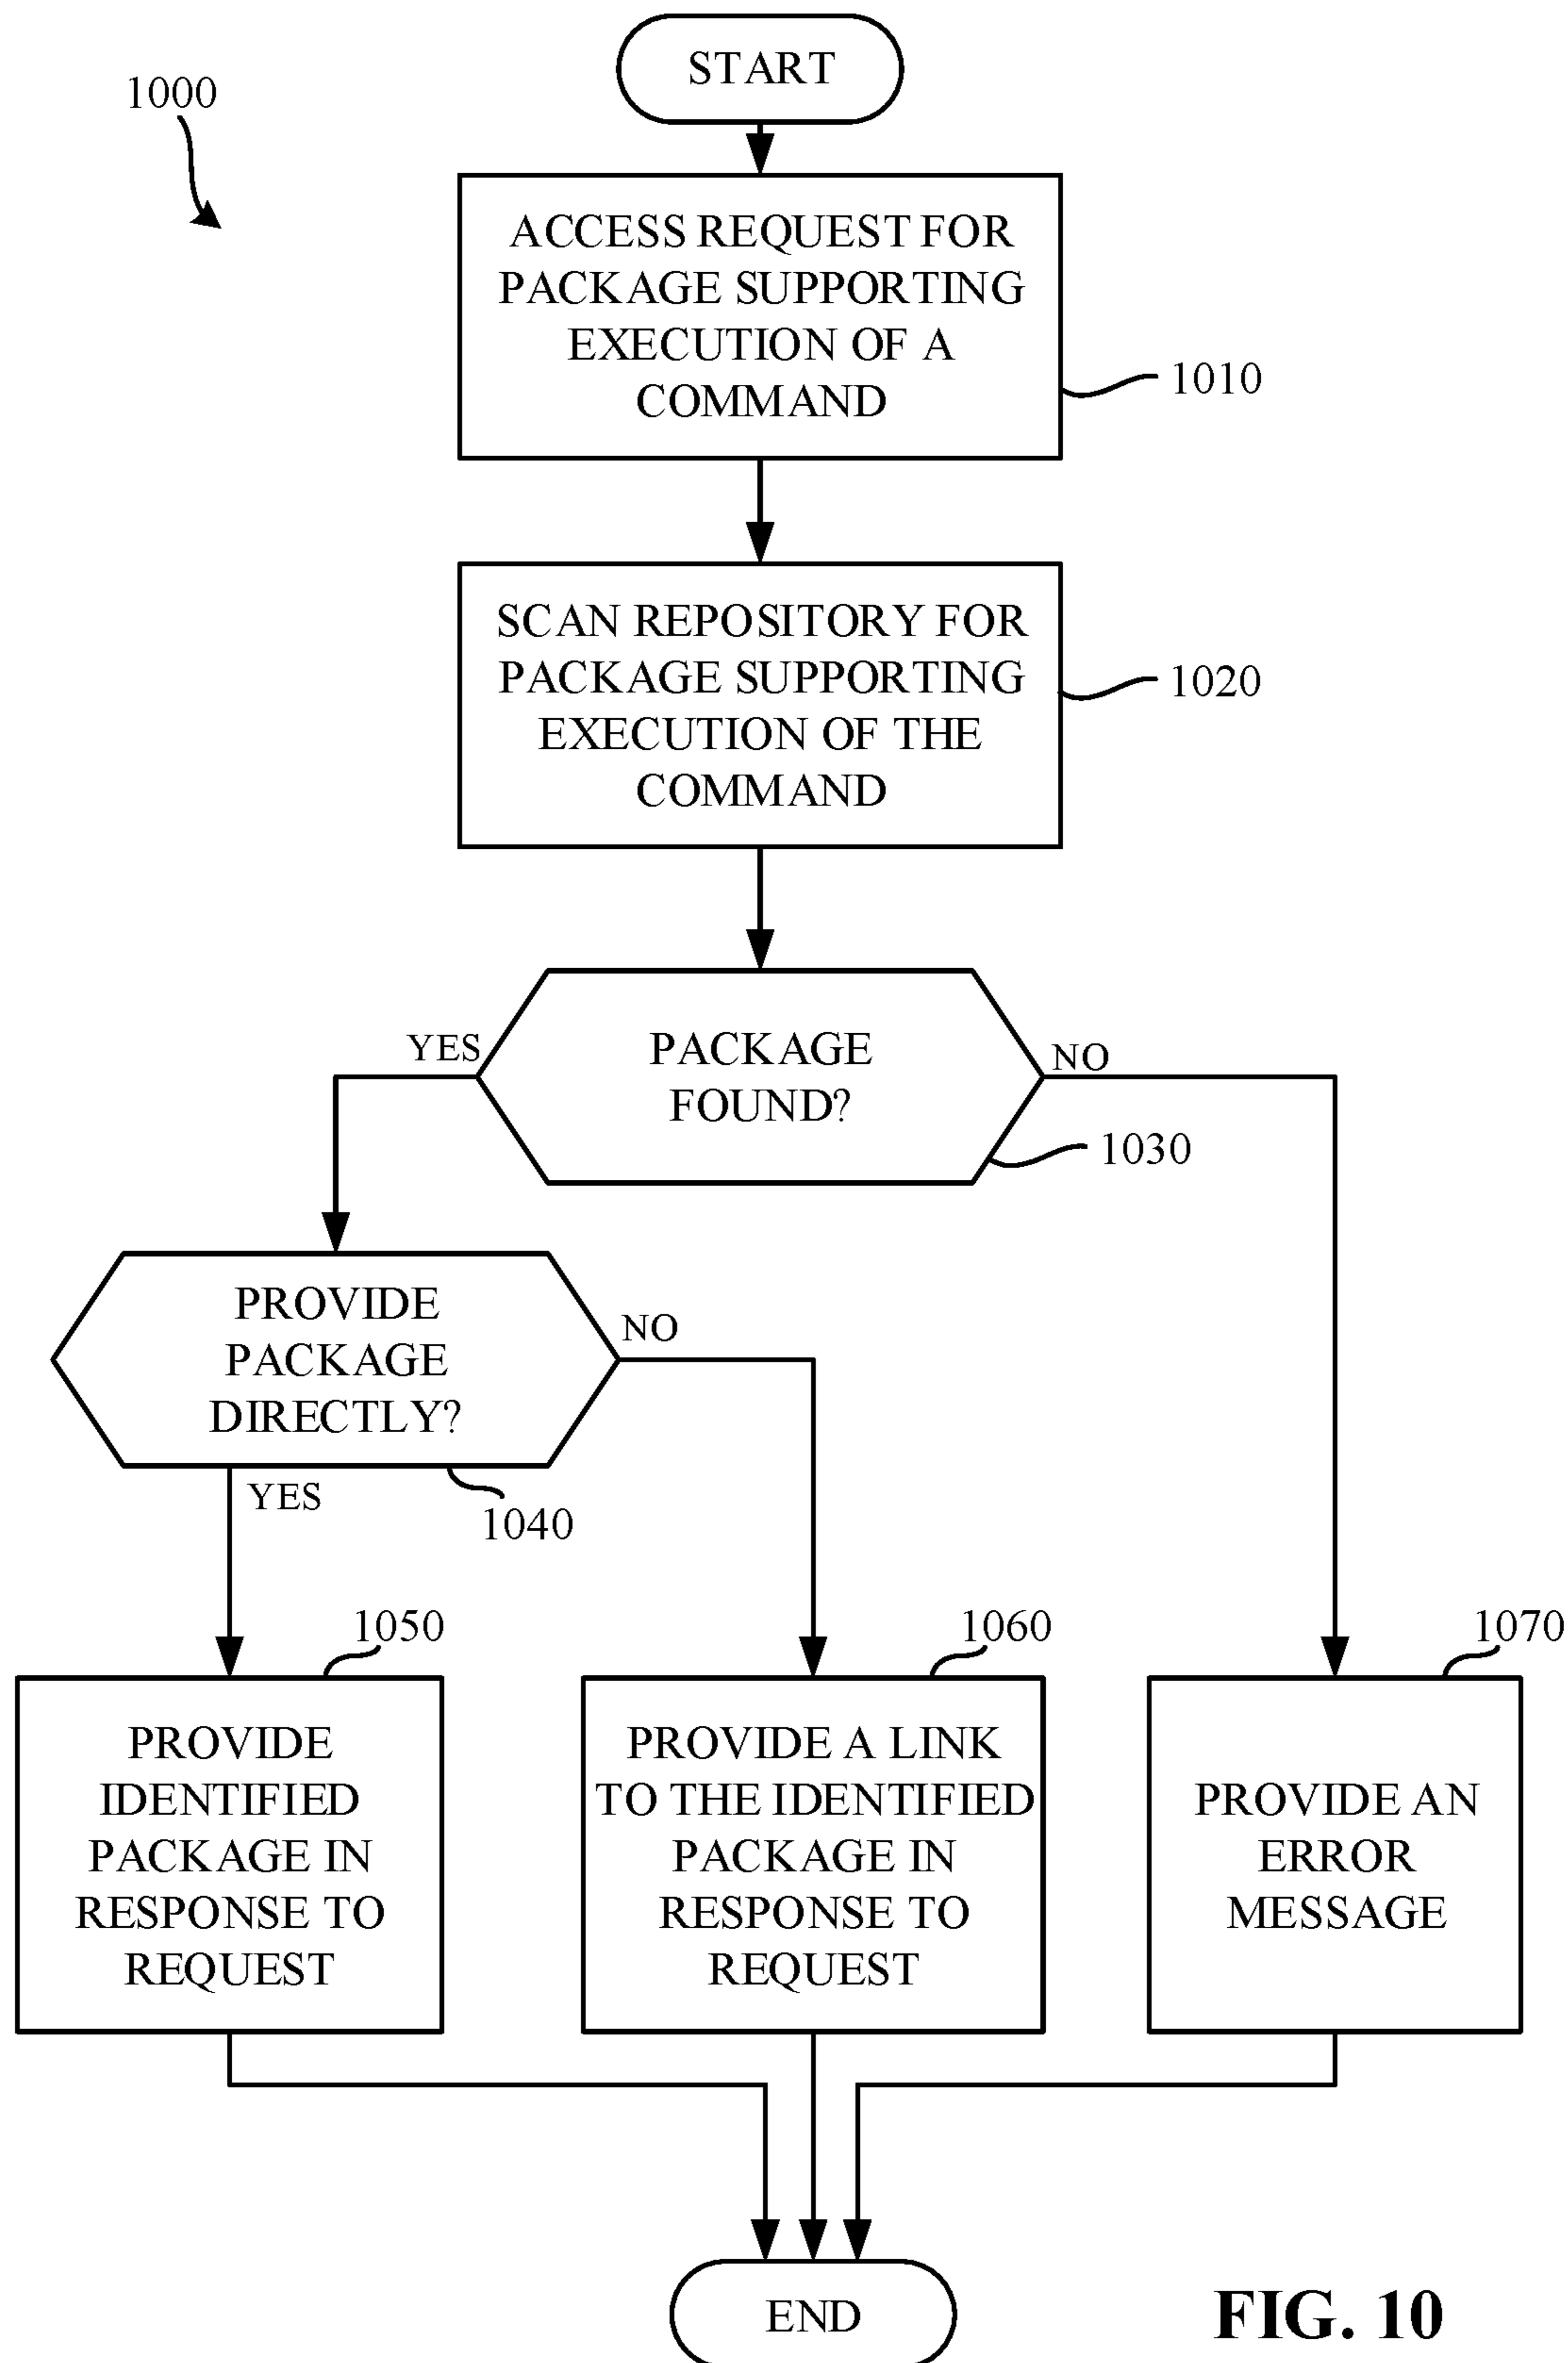 START
1000
ACCESS REQUEST FOR
PACKAGE SUPPORTING
EXECUTION OF A
COMMAND
1010
SCAN REPOSITORY FOR
PACKAGE SUPPORTING
EXECUTION OF THE
COMMAND
1020
PACKAGE
FOUND?
YES
NO
1030
PROVIDE
PACKAGE
DIRECTLY?
NO
YES
1040
1050
PROVIDE
IDENTIFIED
PACKAGE IN
RESPONSE TO
REQUEST
1060
PROVIDE A LINK
TO THE IDENTIFIED
PACKAGE IN
RESPONSE TO
REQUEST
1070
PROVIDE AN
ERROR
MESSAGE
END
FIG. 10